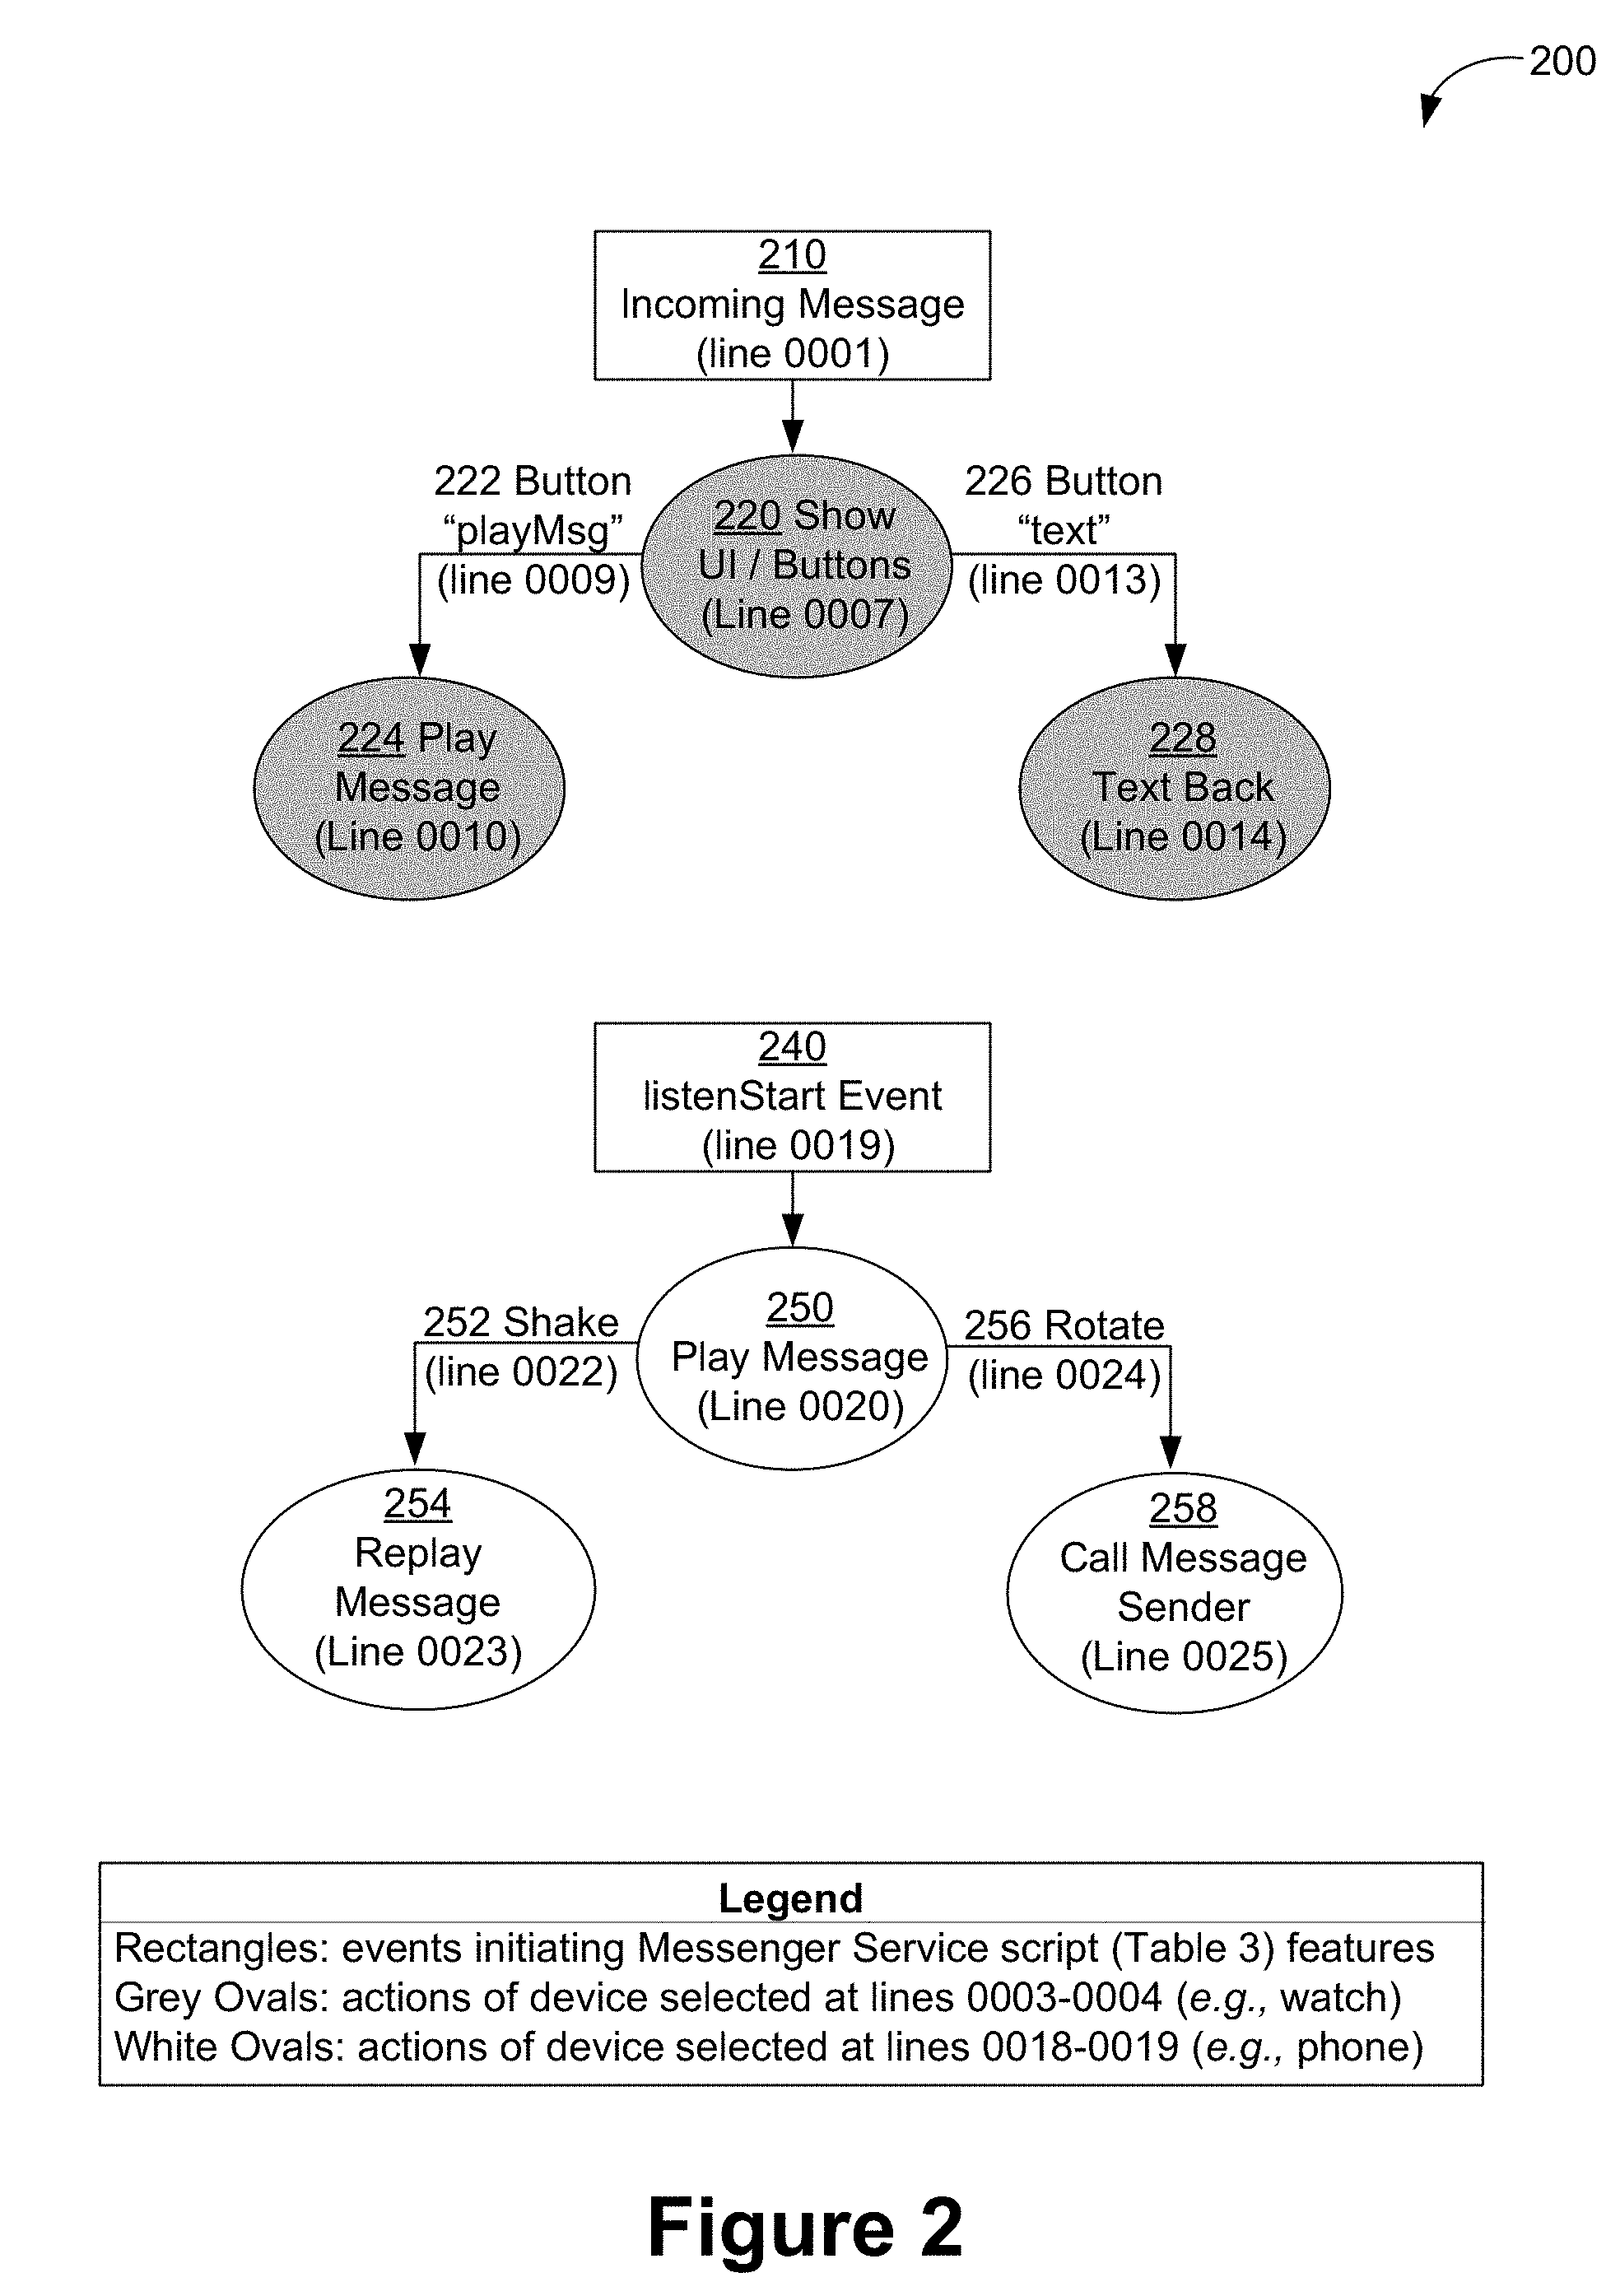 200
210
Incoming Message
(line 0001)
222 Button
“playMsg”
(line 0009)
220 Show
UI / Buttons
(Line 0007)
226 Button
“text”
(line 0013)
224 Play
Message
(Line 0010)
228
Text Back
(Line 0014)
240
listenStart Event
(line 0019)
250
Play Message
(Line 0020)
252 Shake
(line 0022)
256 Rotate
(line 0024)
254
Replay
Message
(Line 0023)
258
Call Message
Sender
(Line 0025)
Legend
Rectangles: events initiating Messenger Service script (Table 3) features
Grey Ovals: actions of device selected at lines 0003-0004 (e.g., watch)
White Ovals: actions of device selected at lines 0018-0019 (e.g., phone)
Figure 2